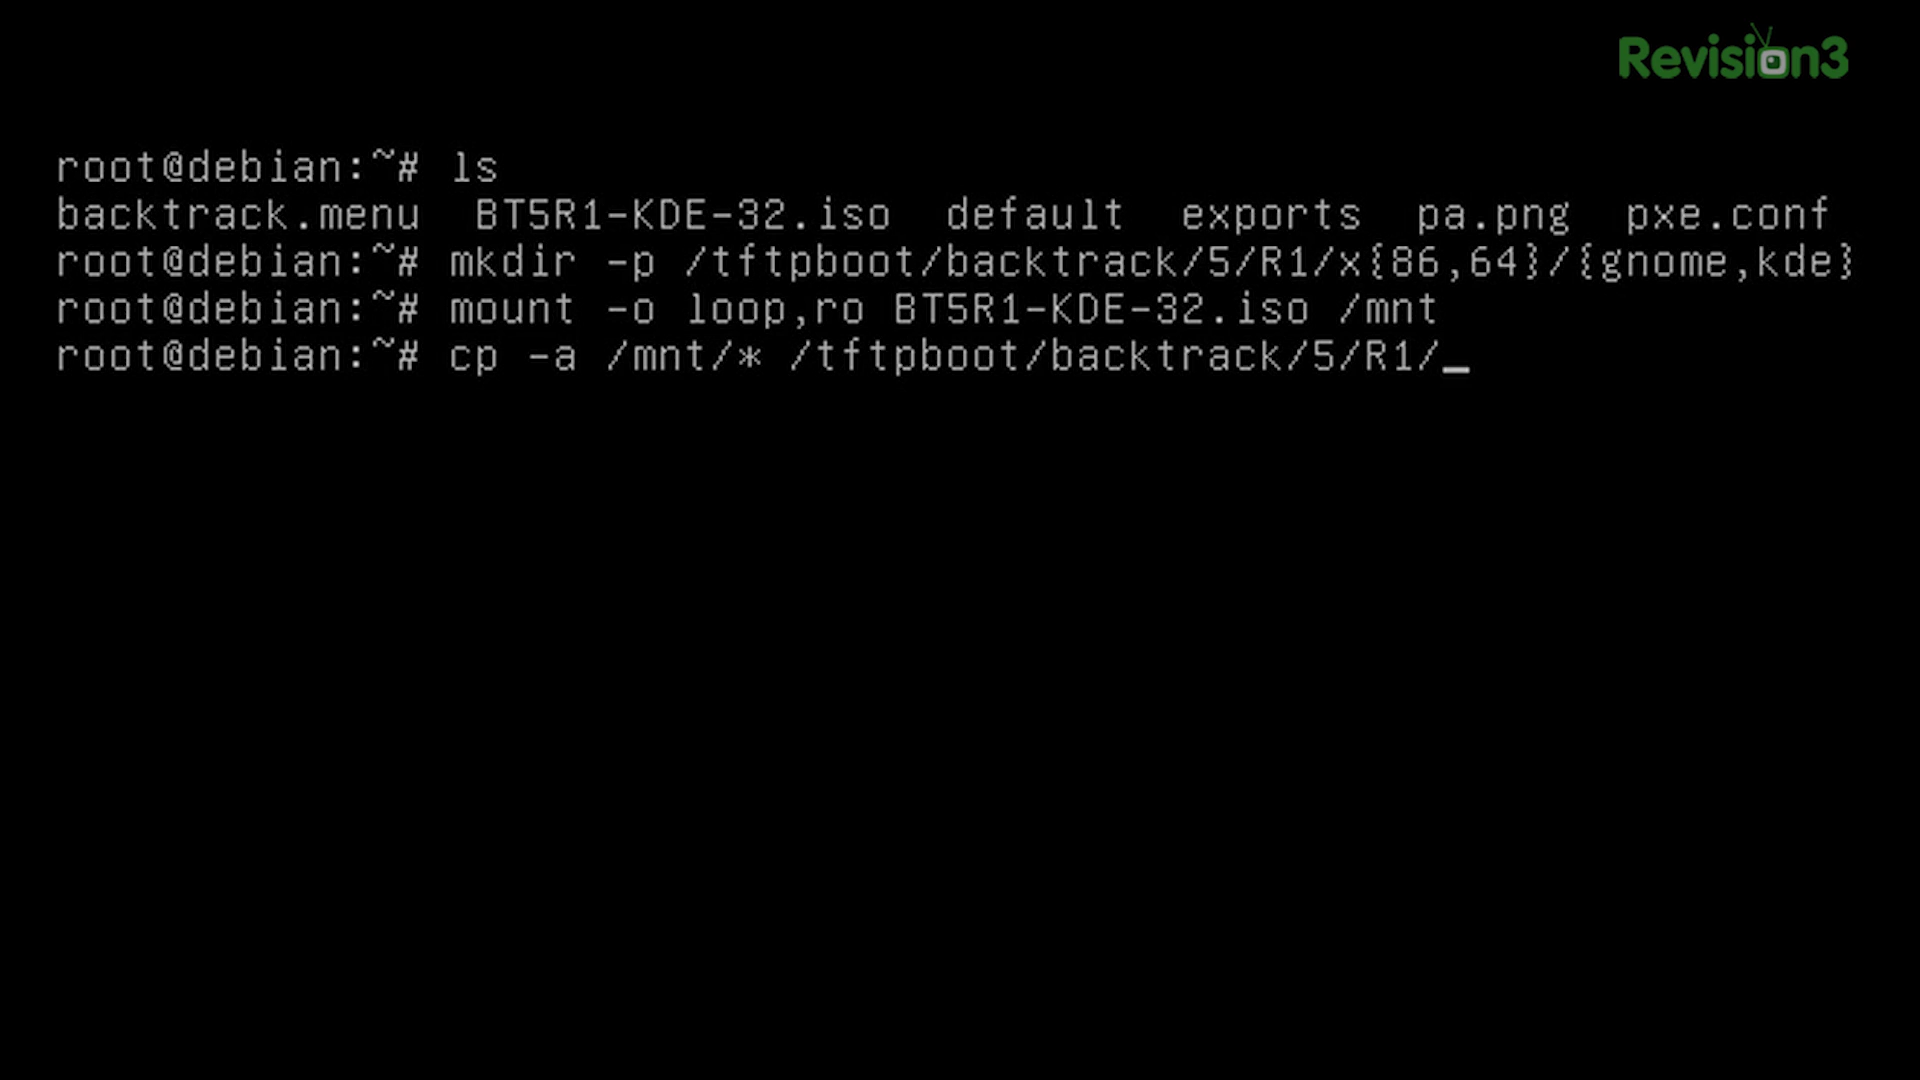 Revision3
root@debian:~# ls
backtrack.menu  BT5R1-KDE-32.iso  default  exports  pa.png  pxe.conf
root@debian:~# mkdir -p /tftpboot/backtrack/5/R1/x{86,64}/{gnome,kde}
root@debian:~# mount -o loop,ro BT5R1-KDE-32.iso /mnt
root@debian:~# cp -a /mnt/* /tftpboot/backtrack/5/R1/_